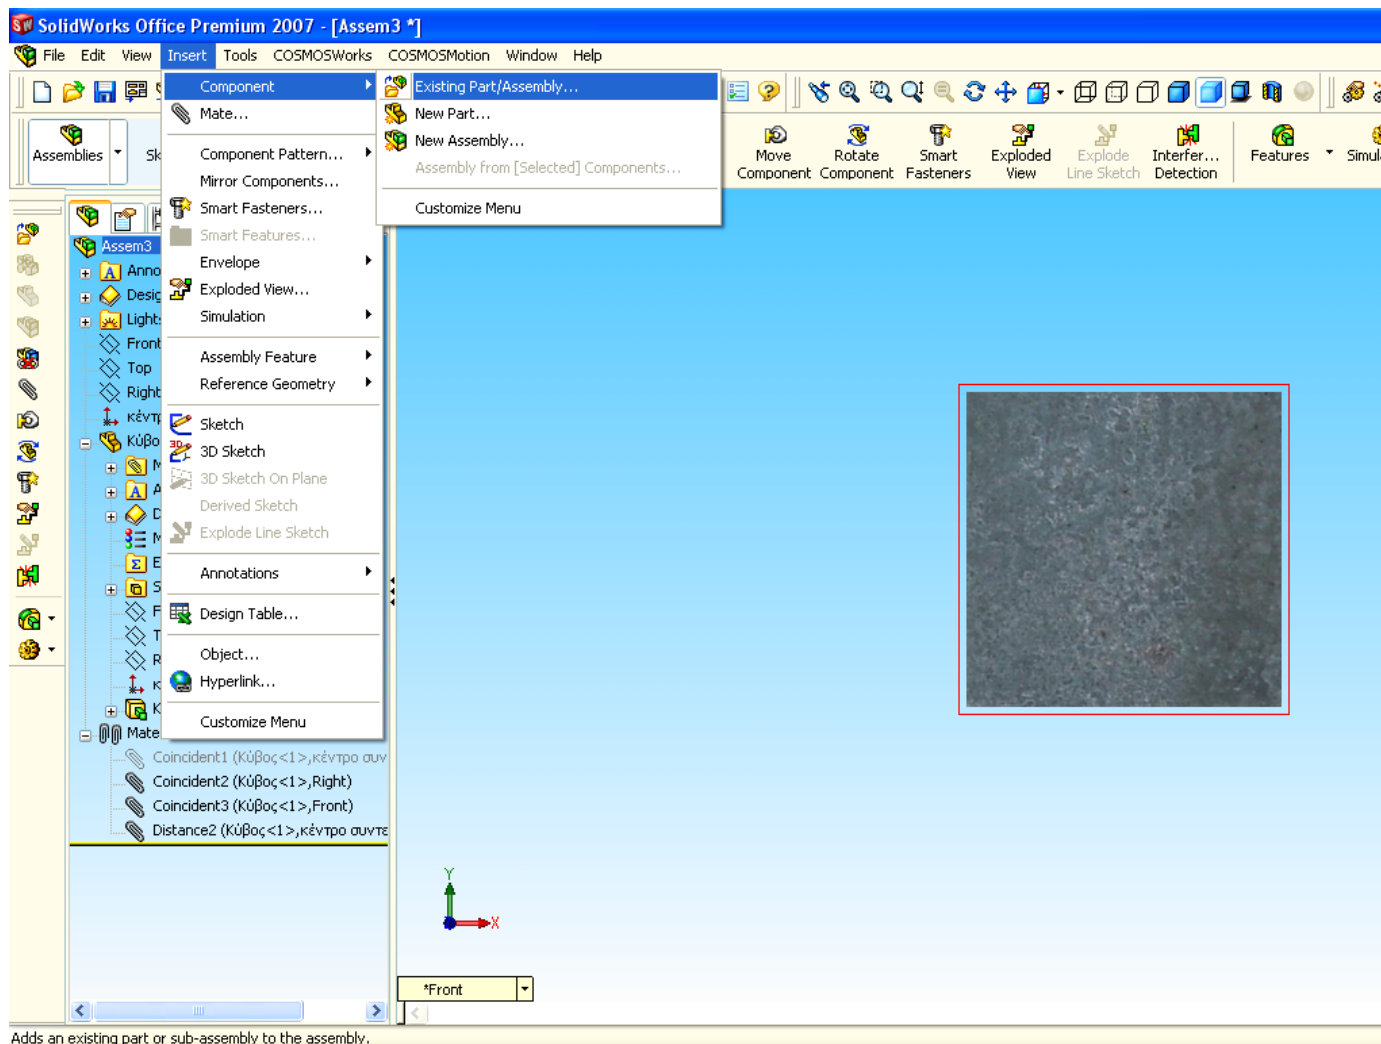 SolidWorks Office Premium 2007 - [Assem3 *]
File Edit View Insert Tools COSMOSWorks COSMOSMotion Window Help
Component
Existing Part/Assembly...
Mate...
New Part...
New Assembly...
Component Pattern...
Assembly from [Selected] Components...
Mirror Components...
Smart Fasteners...
Customize Menu
Smart Features...
Envelope
Exploded View...
Simulation
Assembly Feature
Reference Geometry
Sketch
3D Sketch
3D Sketch On Plane
Derived Sketch
Explode Line Sketch
Annotations
Design Table...
Object...
Hyperlink...
Customize Menu
Assemblies
Move Component
Rotate Component
Smart Fasteners
Exploded View
Explode Line Sketch
Interfer... Detection
Features
Assem3
Front
Top
Right
Coincident1 (Κύβος<1>,κέντρο συν
Coincident2 (Κύβος<1>,Right)
Coincident3 (Κύβος<1>,Front)
Distance2 (Κύβος<1>,κέντρο συντε
Y
X
*Front
Adds an existing part or sub-assembly to the assembly.